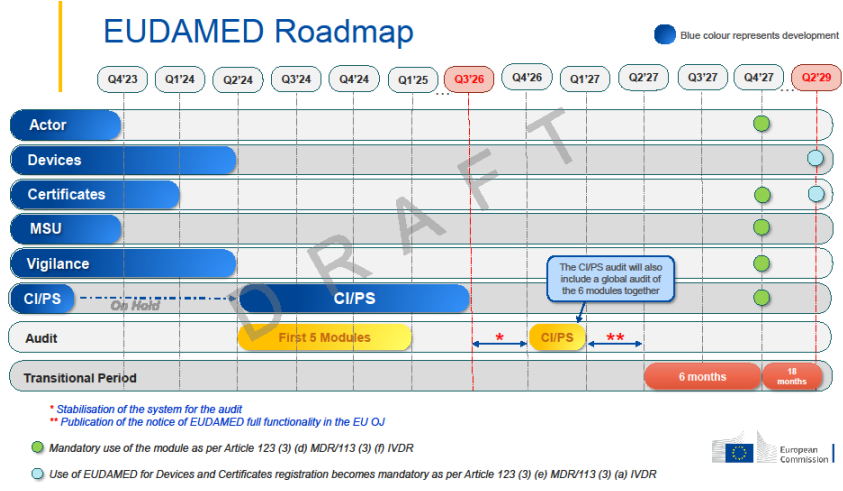 EUDAMED Roadmap
Blue colour represents development
Q4'23 Q1'24 Q2'24 Q3'24 Q4'24 Q1'25 ... Q3'26 Q4'26 Q1'27 Q2'27 Q3'27 Q4'27 ... Q2'29
Actor
Devices
Certificates
MSU
Vigilance
The CI/PS audit will also
include a global audit of
the 6 modules together
CI/PS On Hold CI/PS
Audit First 5 Modules * CI/PS **
Transitional Period 6 months 18
months
DRAFT
* Stabilisation of the system for the audit
** Publication of the notice of EUDAMED full functionality in the EU OJ
Mandatory use of the module as per Article 123 (3) (d) MDR/113 (3) (f) IVDR
European
Commission
Use of EUDAMED for Devices and Certificates registration becomes mandatory as per Article 123 (3) (e) MDR/113 (3) (a) IVDR